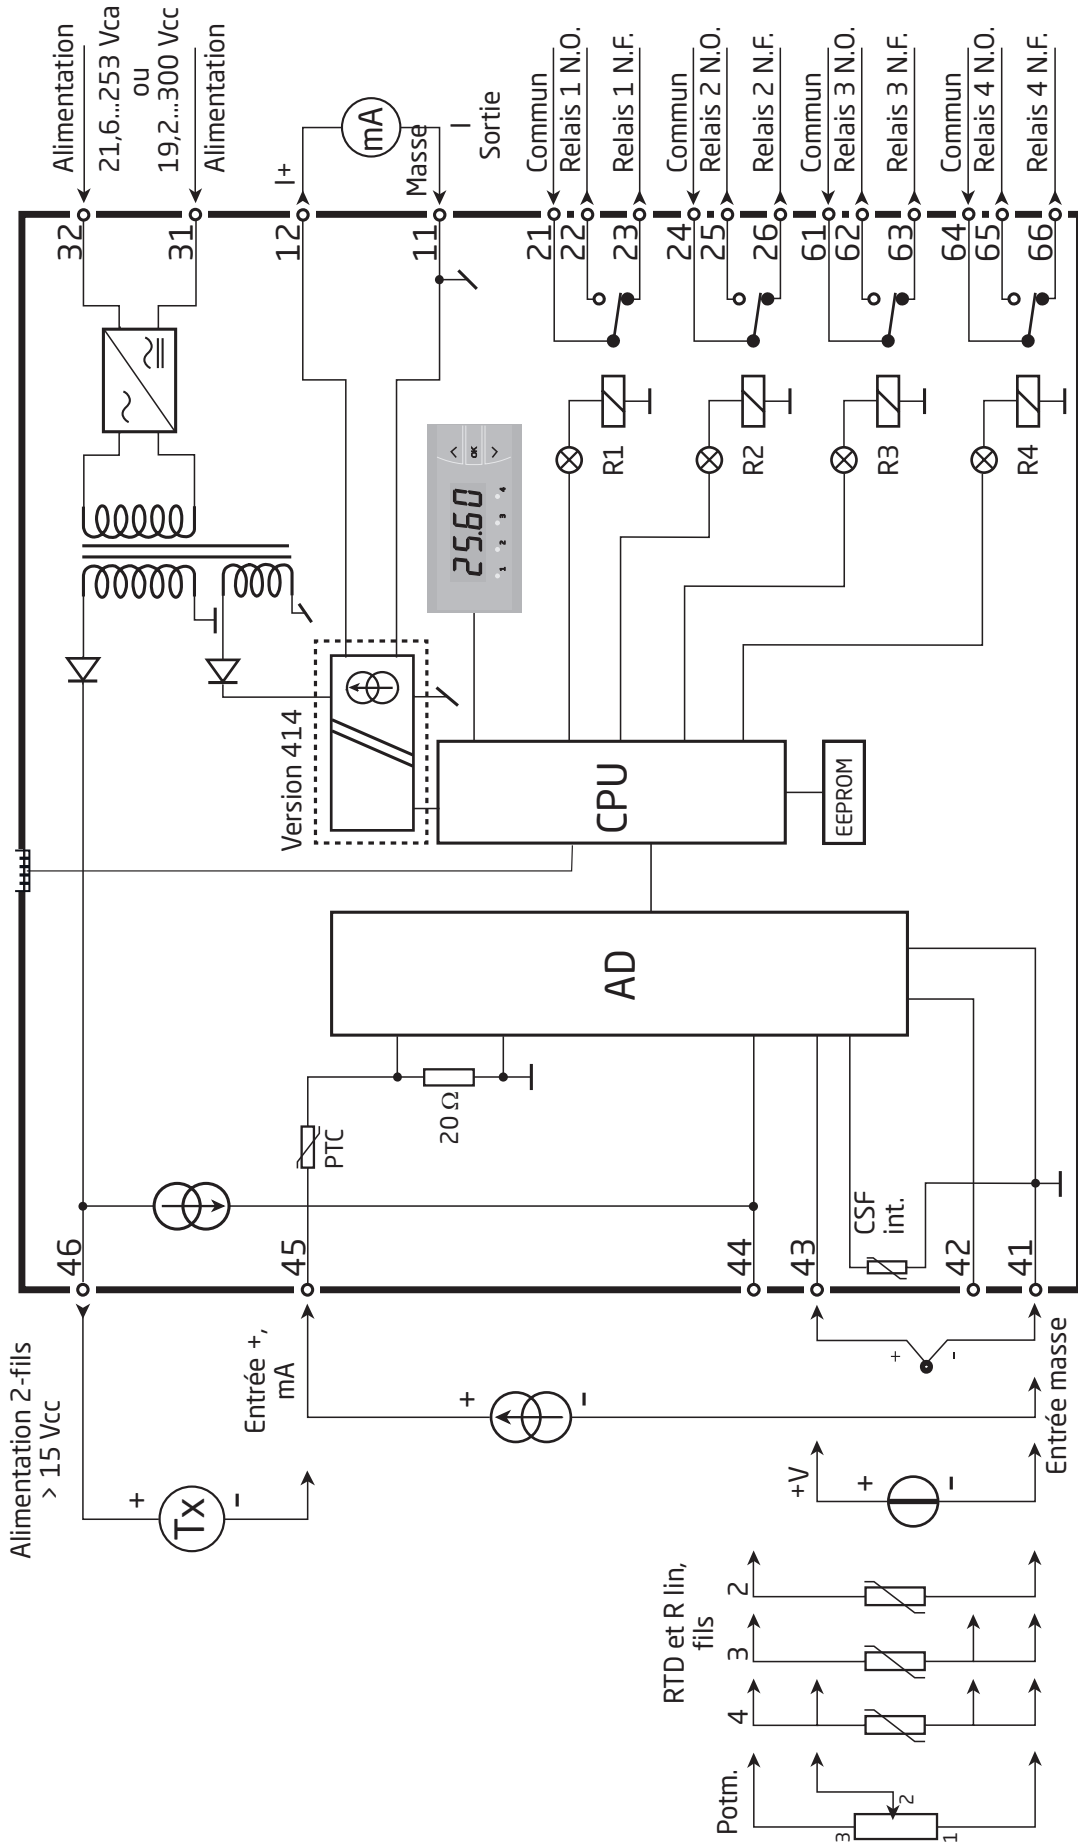 Alimentation 2-fils
> 15 Vcc
+
Tx
-
Entrée +,
mA
+
-
+V
+
-
+
-
Entrée masse
RTD et R lin,
fils
2
3
4
Potm.
3
2
1
46
45
44
43
42
41
PTC
20 Ω
CSF
int.
AD
CPU
EEPROM
Version 414
25.60
1
2
3
4
OK
R1
R2
R3
R4
32
31
12
11
21
22
23
24
25
26
61
62
63
64
65
66
Alimentation
21,6...253 Vca
ou
19,2...300 Vcc
Alimentation
I+
mA
Masse
I
Sortie
Commun
Relais 1 N.O.
Relais 1 N.F.
Commun
Relais 2 N.O.
Relais 2 N.F.
Commun
Relais 3 N.O.
Relais 3 N.F.
Commun
Relais 4 N.O.
Relais 4 N.F.